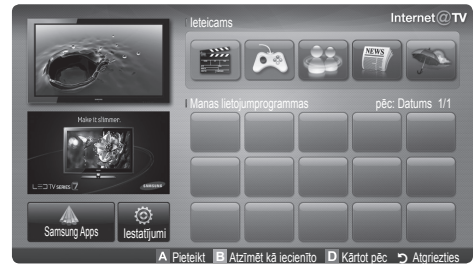 Ieteicams
Internet@TV
NEWS
Manas lietojumprogrammas
pēc: Datums 1/1
Make it slimmer.
LED TV SERIES 7
SAMSUNG
Samsung Apps
Iestatījumi
A Pieteikt B Atzīmēt kā iecienīto D Kārtot pēc Atgriezties